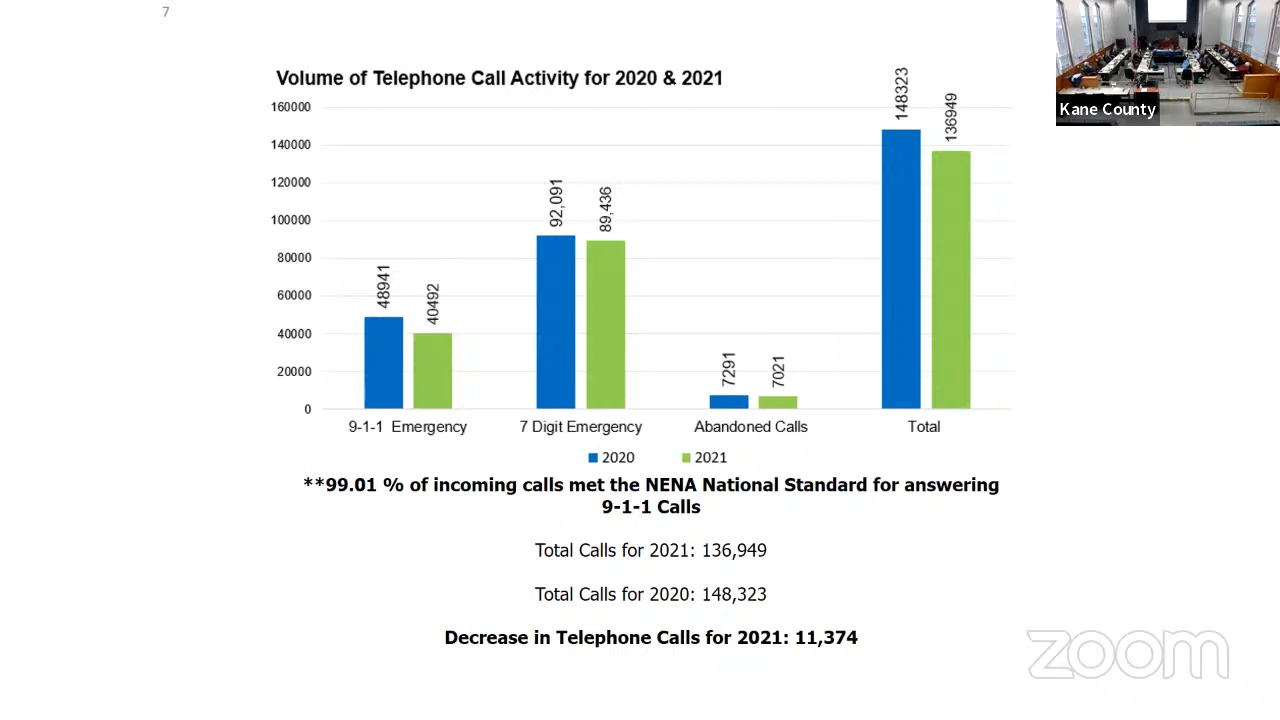 7
Kane County
Volume of Telephone Call Activity for 2020 & 2021
160000
140000
120000
100000
80000
60000
40000
20000
0
48941
40492
92,091
89,436
7291
7021
148323
136949
9-1-1 Emergency
7 Digit Emergency
Abandoned Calls
Total
2020
2021
**99.01 % of incoming calls met the NENA National Standard for answering
9-1-1 Calls
Total Calls for 2021: 136,949
Total Calls for 2020: 148,323
Decrease in Telephone Calls for 2021: 11,374
zoom